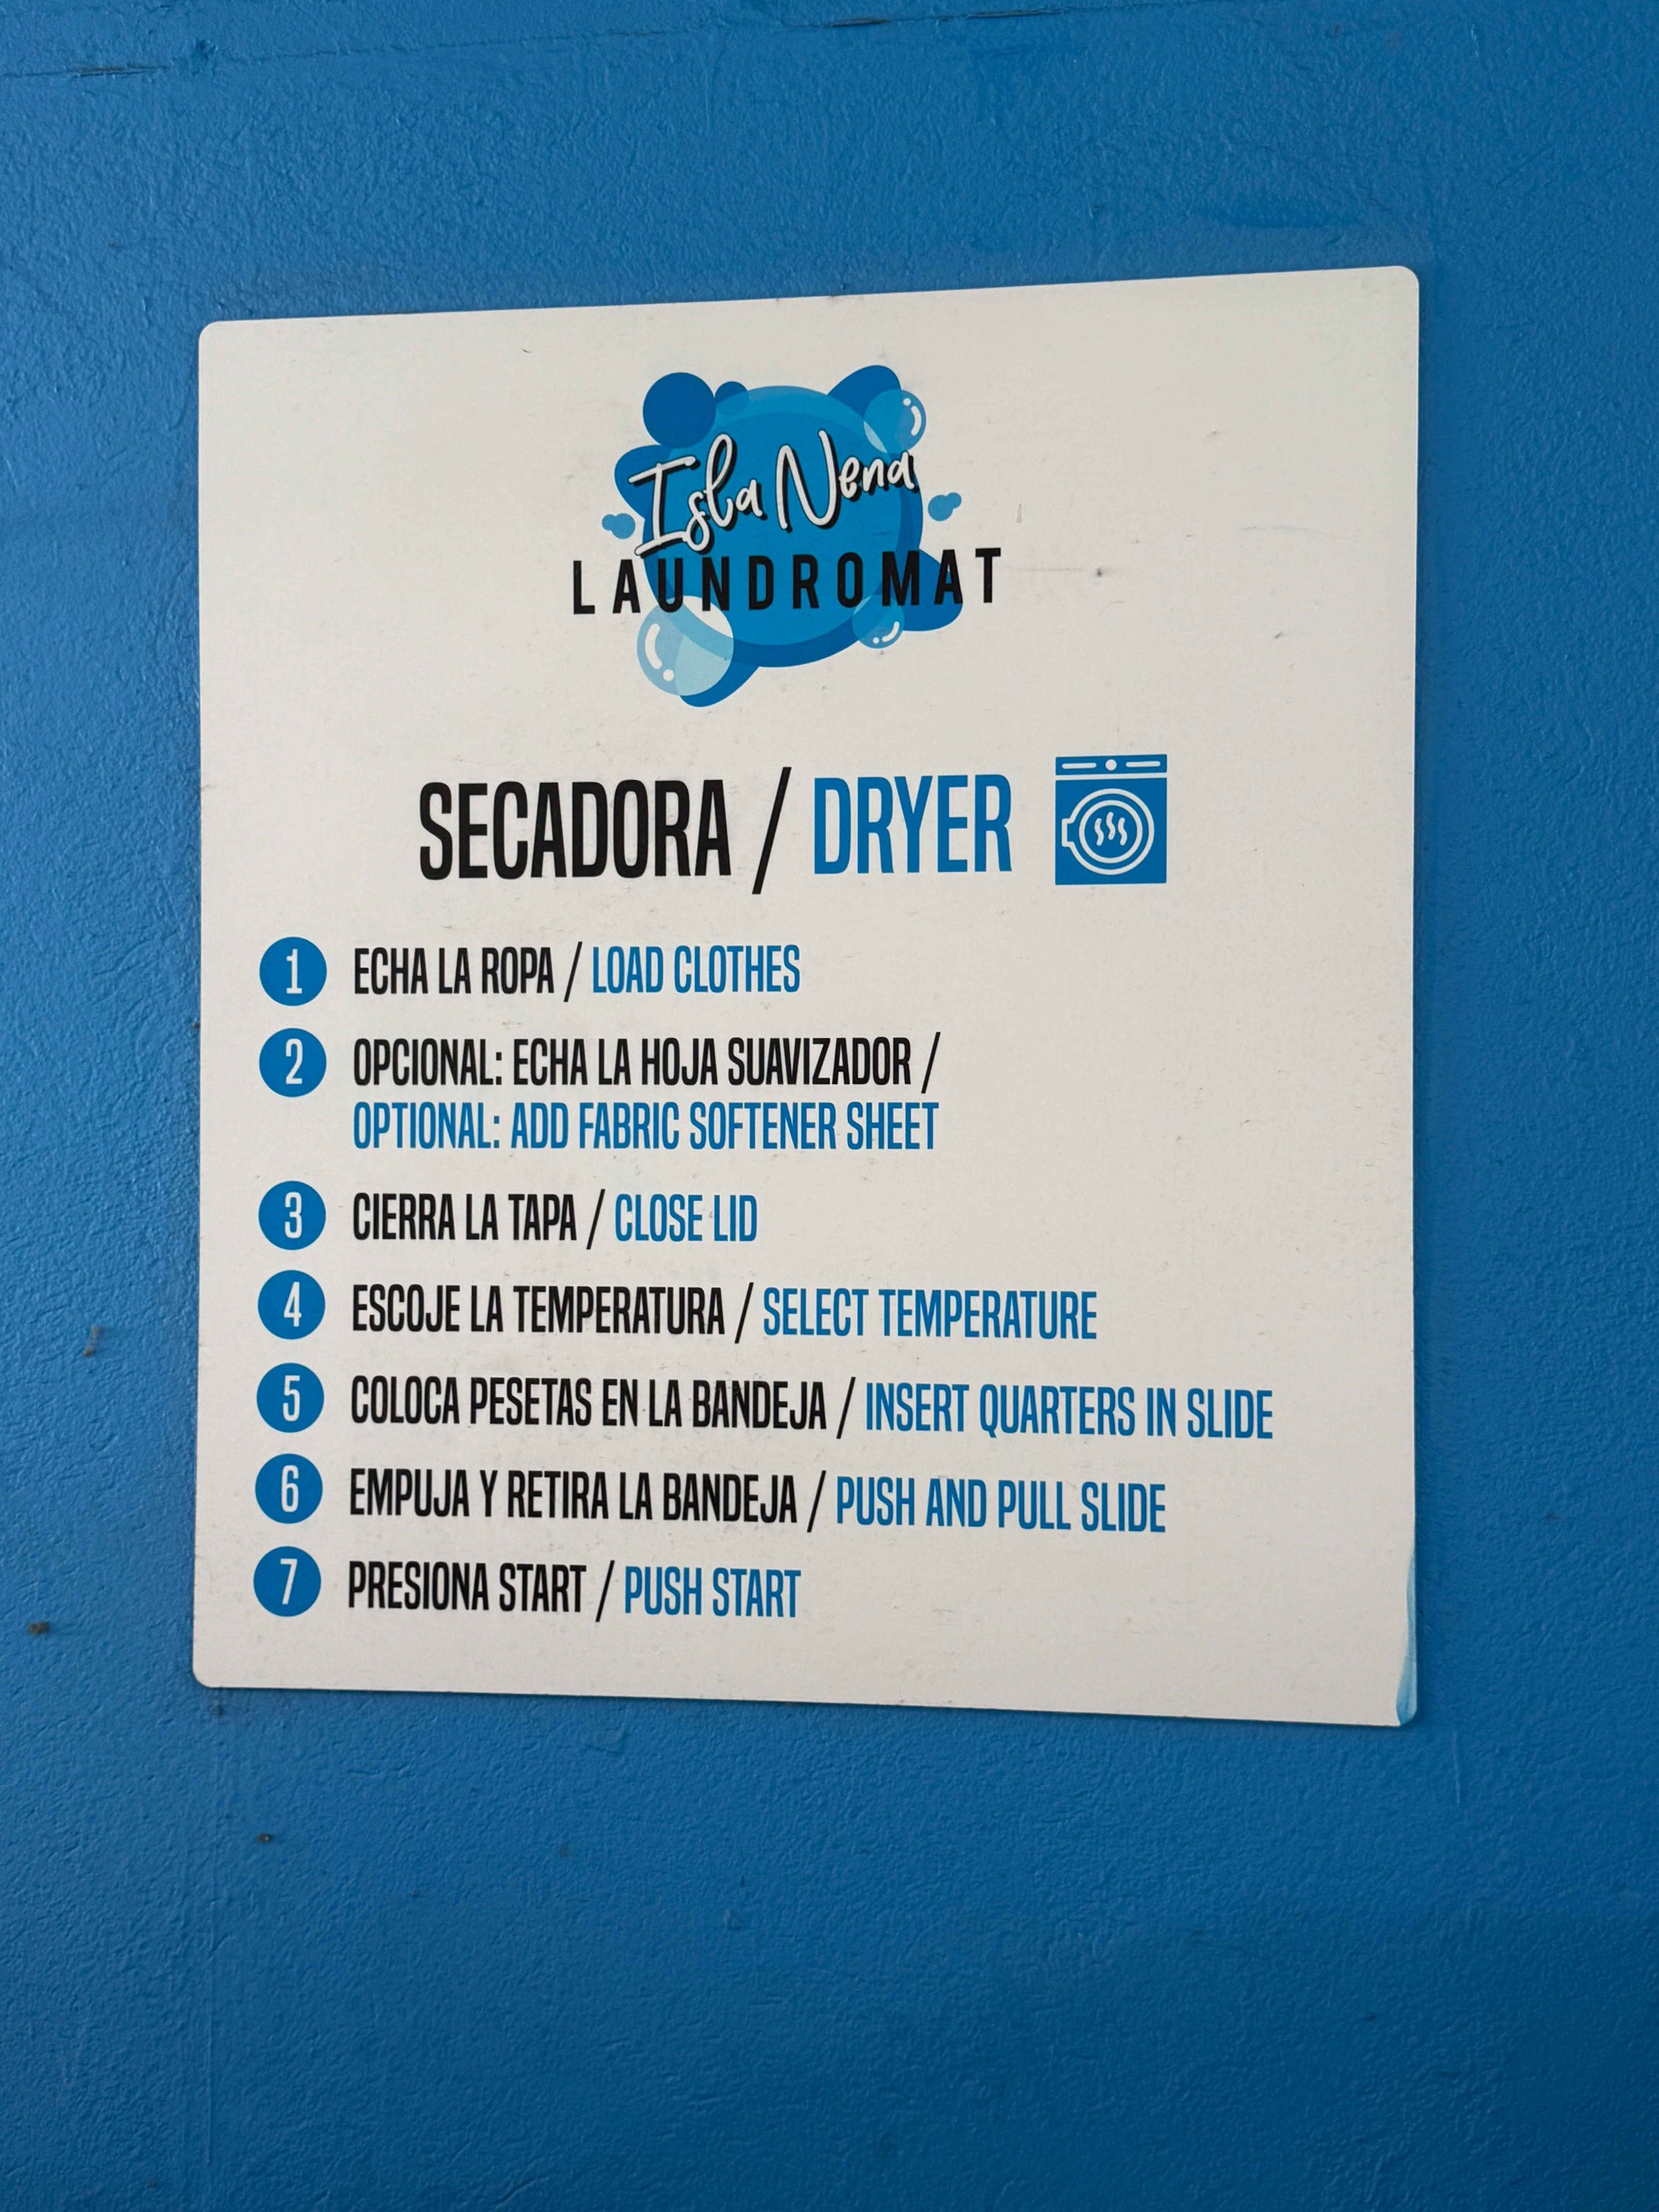 Isla Nena
LAUNDROMAT
SECADORA / DRYER
1 ECHA LA ROPA / LOAD CLOTHES
2 OPCIONAL: ECHA LA HOJA SUAVIZADOR /
OPTIONAL: ADD FABRIC SOFTENER SHEET
3 CIERRA LA TAPA / CLOSE LID
4 ESCOJE LA TEMPERATURA / SELECT TEMPERATURE
5 COLOCA PESETAS EN LA BANDEJA / INSERT QUARTERS IN SLIDE
6 EMPUJA Y RETIRA LA BANDEJA / PUSH AND PULL SLIDE
7 PRESIONA START / PUSH START